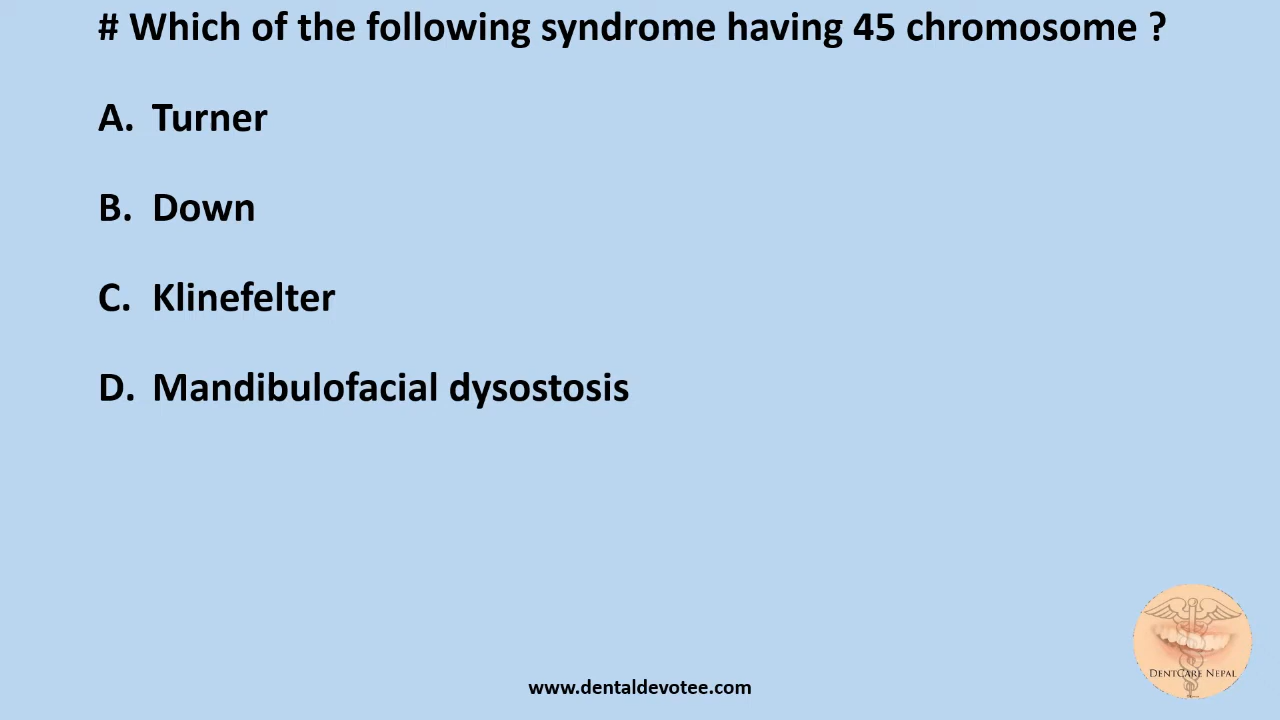 # Which of the following syndrome having 45 chromosome ?
A. Turner
B. Down
C. Klinefelter
D. Mandibulofacial dysostosis
DentCare Nepal
www.dentaldevotee.com